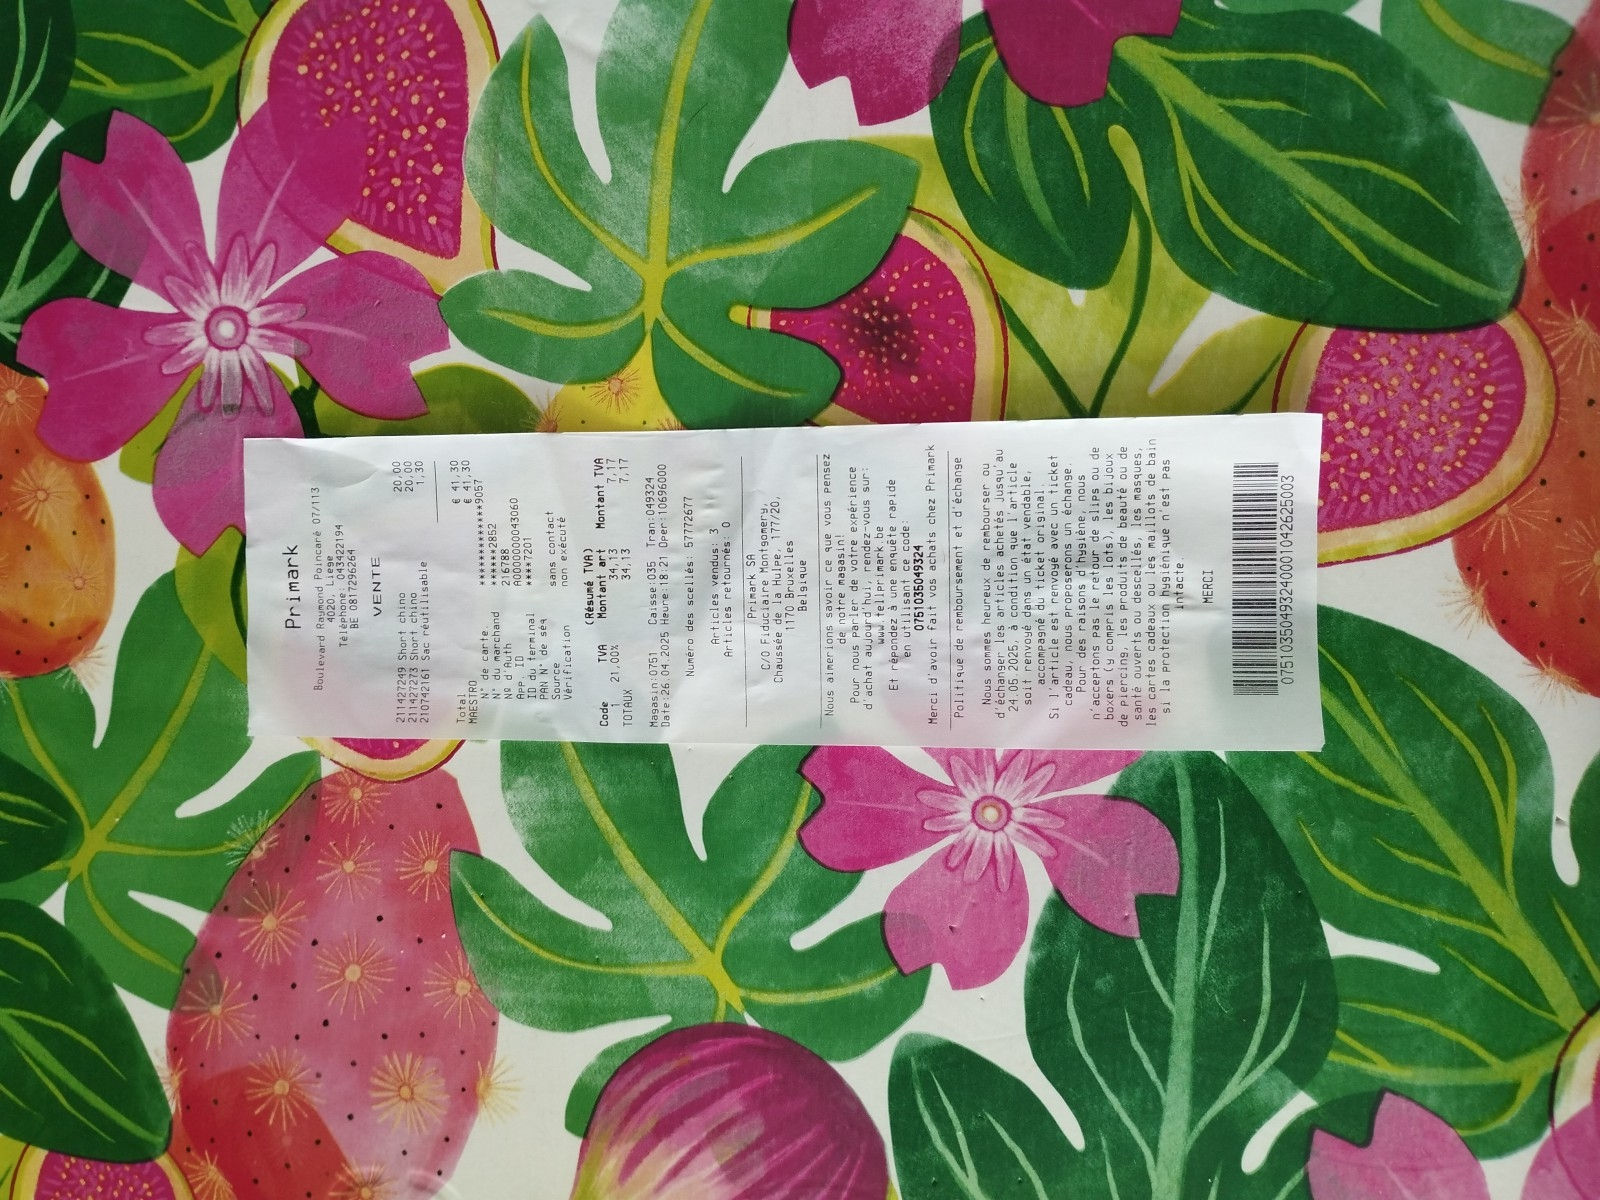 Primark
Boulevard Raymond Poincaré 07/113
4020, Liege
Téléphone: 043422194
BE 0817296264
VENTE
211427249 Short chino 20,00
211427273 Short chino 20,00
210742161 Sac réutilisable 1,30
Total € 41,30
MAESTRO € 41,30
N° de carte. ***************9057
N° du marchand ******2852
Nº d'Auth 216788
App. ID A0000000043060
ID du terminal ****7201
PAN N° de séq
Source sans contact
Vérification non exécuté
(Résumé TVA)
Code TVA Montant art Montant TVA
1 21,00% 34,13 7,17
TOTAUX 34,13 7,17
Magasin:0751 Caisse:035 Tran:049324
Date:26.04.2025 Heure:18:21 Oper:10696000
Numéro des scelles: 57772677
Articles vendus: 3
Articles retournés: 0
Primark SA
C/O Fiduciaire Montgomery,
Chaussée de la Hulpe, 177/20,
1170 Bruxelles
Belgique
Nous aimerions savoir ce que vous pensez
de notre magasin!
Pour nous parler de votre expérience
d'achat aujourd'hui, rendez-vous sur:
www.tellprimark.be
Et répondez à une enquête rapide
en utilisant ce code:
0751035049324
Merci d'avoir fait vos achats chez Primark
Politique de remboursement et d'échange
Nous sommes heureux de rembourser ou
d'échanger les articles achetés jusqu'au
24.05.2025, à condition que l'article
soit renvoyé dans un état vendable,
accompagné du ticket original.
Si l'article est renvoyé avec un ticket
cadeau, nous proposerons un échange.
Pour des raisons d'hygiène, nous
n'acceptons pas le retour de slips ou de
boxers (y compris les lots), les bijoux
de piercing, les produits de beauté ou de
santé ouverts ou descellés, les masques,
les cartes cadeaux ou les maillots de bain
si la protection hygiénique n'est pas
intacte.
MERCI
07510350493240001042625003